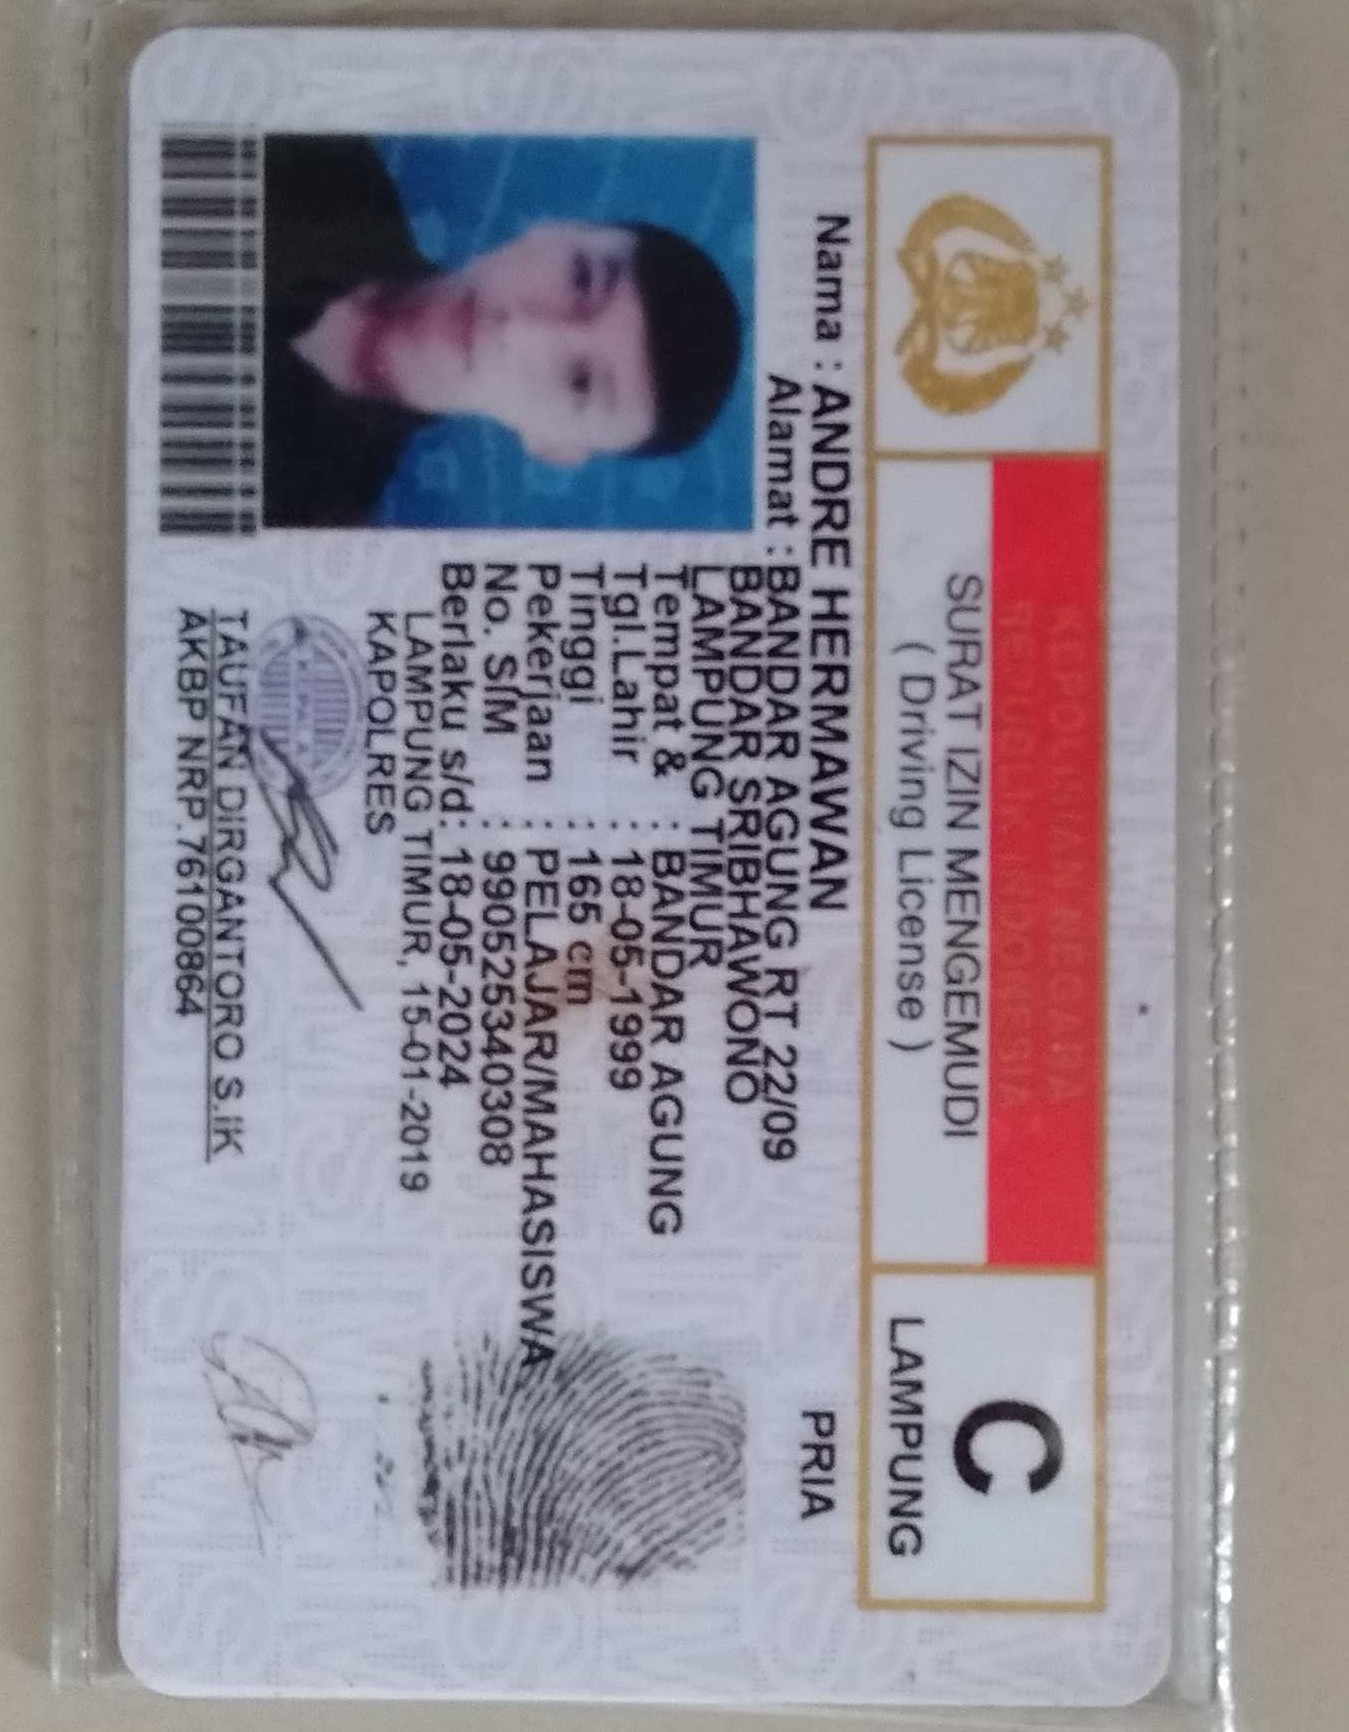 KEPOLISIAN NEGARA
REPUBLIK INDONESIA
SURAT IZIN MENGEMUDI
( Driving License )
C
LAMPUNG
Nama : ANDRE HERMAWAN
PRIA
Alamat : BANDAR AGUNG RT 22/09
BANDAR SRIBHAWONO
LAMPUNG TIMUR
Tempat & : BANDAR AGUNG
Tgl.Lahir : 18-05-1999
Tinggi : 165 cm
Pekerjaan : PELAJAR/MAHASISWA
No. SIM : 990525340308
Berlaku s/d: 18-05-2024
LAMPUNG TIMUR, 15-01-2019
KAPOLRES
TAUFAN DIRGANTORO S.IK
AKBP NRP.76100864